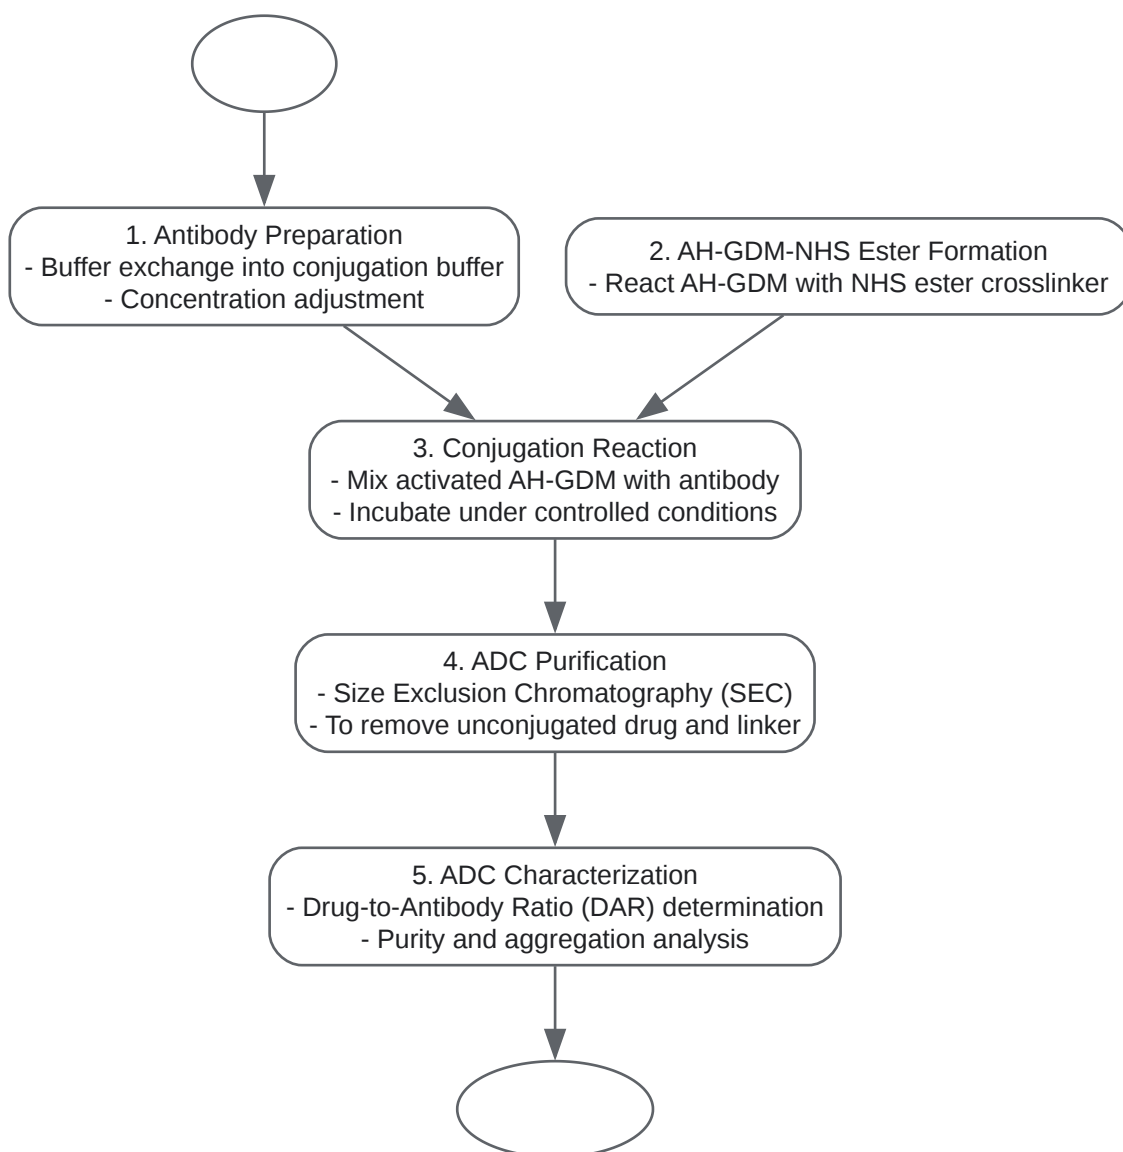 1. Antibody Preparation
- Buffer exchange into conjugation buffer
- Concentration adjustment
2. AH-GDM-NHS Ester Formation
- React AH-GDM with NHS ester crosslinker
3. Conjugation Reaction
- Mix activated AH-GDM with antibody
- Incubate under controlled conditions
4. ADC Purification
- Size Exclusion Chromatography (SEC)
- To remove unconjugated drug and linker
5. ADC Characterization
- Drug-to-Antibody Ratio (DAR) determination
- Purity and aggregation analysis